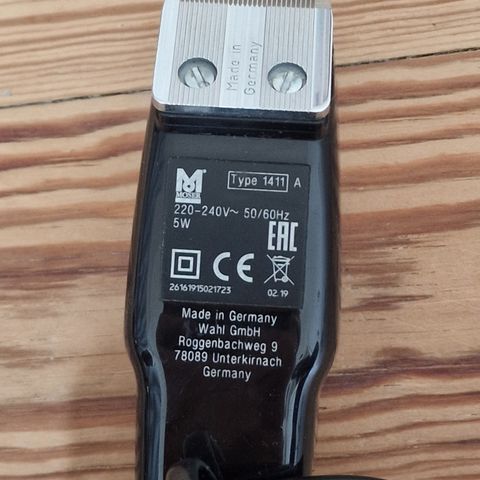 Made in
Germany
MOSER
Type 1411 A
220-240V~ 50/60Hz
5W
EAC
CE
26161915021723
02.19
Made in Germany
Wahl GmbH
Roggenbachweg 9
78089 Unterkirnach
Germany